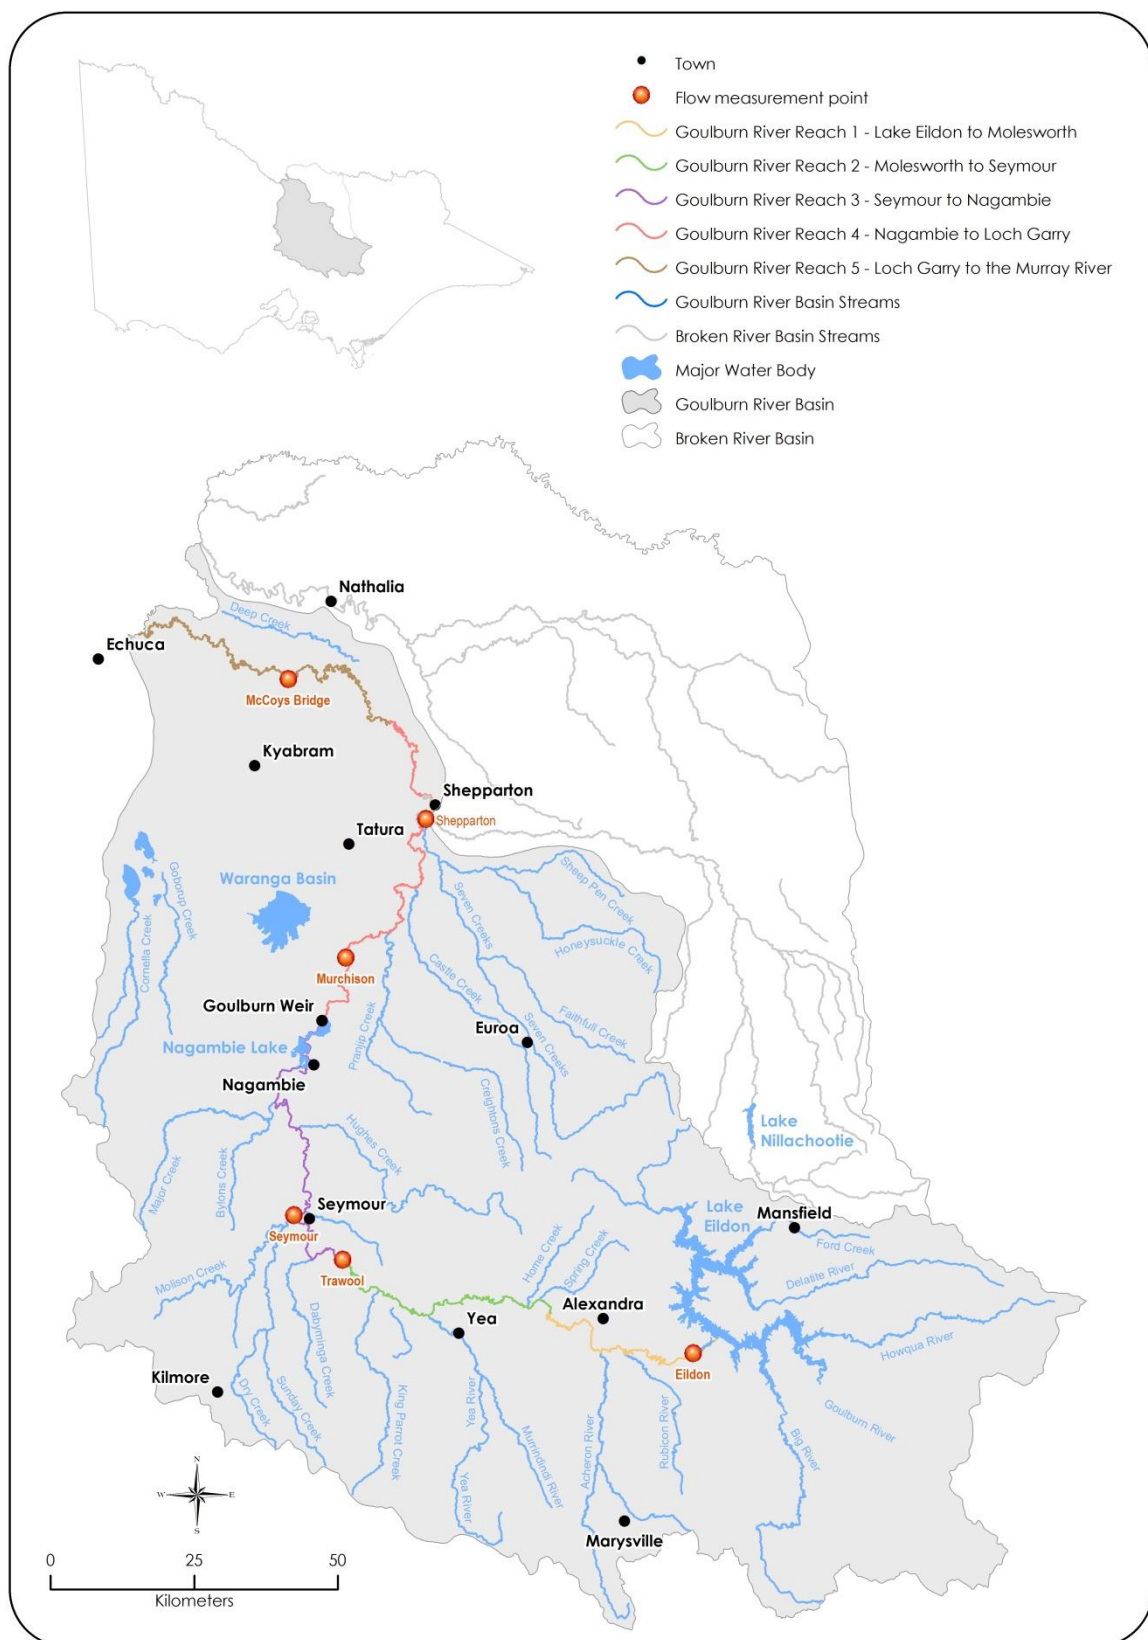 Town
Flow measurement point
Goulburn River Reach 1 - Lake Eildon to Molesworth
Goulburn River Reach 2 - Molesworth to Seymour
Goulburn River Reach 3 - Seymour to Nagambie
Goulburn River Reach 4 - Nagambie to Loch Garry
Goulburn River Reach 5 - Loch Garry to the Murray River
Goulburn River Basin Streams
Broken River Basin Streams
Major Water Body
Goulburn River Basin
Broken River Basin
Nathalia
Deep Creek
Echuca
McCoys Bridge
Kyabram
Shepparton
Shepparton
Tatura
Waranga Basin
Goborup Creek
Cornella Creek
Sheep Pen Creek
Seven Creeks
Honeysuckle Creek
Castle Creek
Murchison
Goulburn Weir
Faithfull Creek
Euroa
Seven Creeks
Pranjip Creek
Nagambie Lake
Nagambie
Creightons Creek
Lake
Nillachootie
Hughes Creek
Major Creek
Bylons Creek
Seymour
Seymour
Lake
Eildon
Mansfield
Ford Creek
Home Creek
Spring Creek
Delatite River
Molison Creek
Trawool
Alexandra
Yea
Dabyminga Creek
Howqua River
Eildon
Kilmore
Dry Creek
Sunday Creek
King Parrot Creek
Yea River
Murrindindi River
Acheron River
Rubicon River
Goulburn River
Big River
Yea River
Marysville
N
W E
S
0 25 50
Kilometers